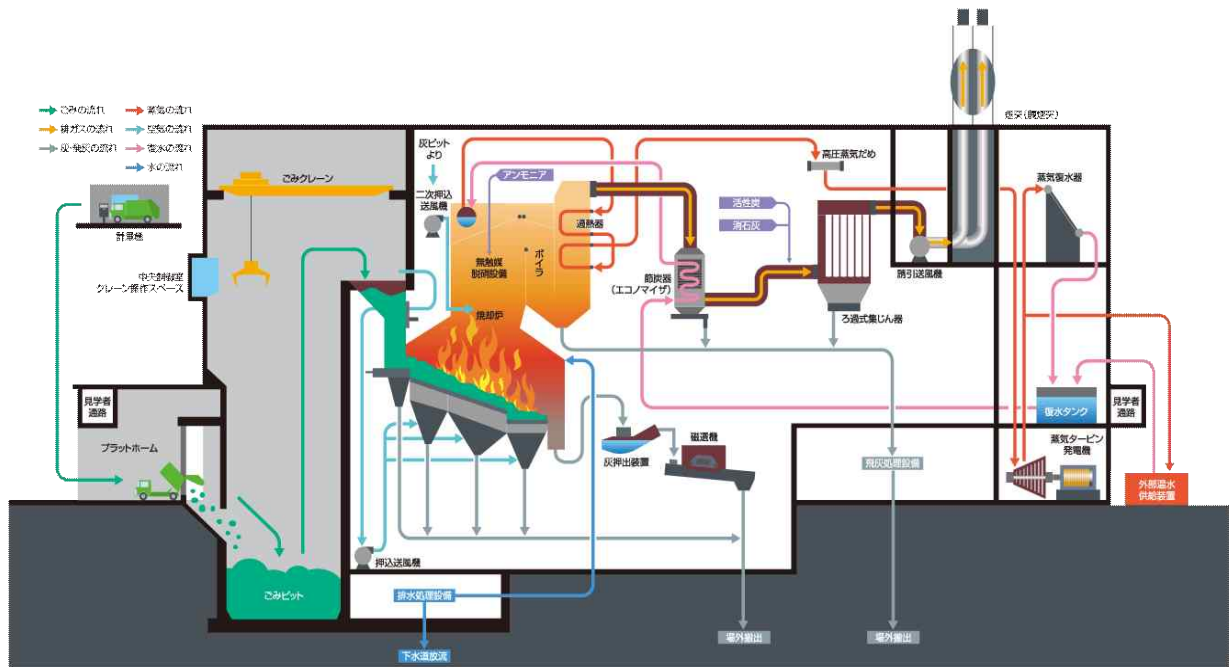 ごみの流れ
蒸気の流れ
排ガスの流れ
空気の流れ
灰・飛灰の流れ
復水の流れ
水の流れ
計量機
ごみクレーン
中央制御室
クレーン操作スペース
見学者
通路
プラットホーム
ごみピット
灰ピット
より
二次押込
送風機
アンモニア
無触媒
脱硝設備
焼却炉
ボイラ
過熱器
節炭器
(エコノマイザ)
活性炭
消石灰
高圧蒸気だめ
ろ過式集じん器
誘引送風機
煙突(鋼煙突)
蒸気復水器
復水タンク
見学者
通路
蒸気タービン
発電機
外部温水
供給装置
灰押出装置
磁選機
飛灰処理設備
押込送風機
排水処理設備
下水道放流
場外搬出
場外搬出